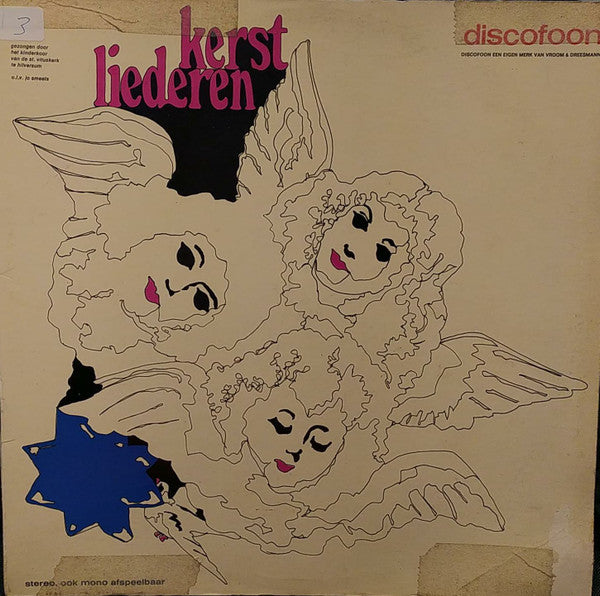 3
kerst
liederen
discofoon
DISCOFOON EEN EIGEN MERK VAN VROOM & DREESMANN
gezongen door
het kinderkoor
van de st. vituskerk
te hilversum
o.l.v. jo smeets
stereo. ook mono afspeelbaar